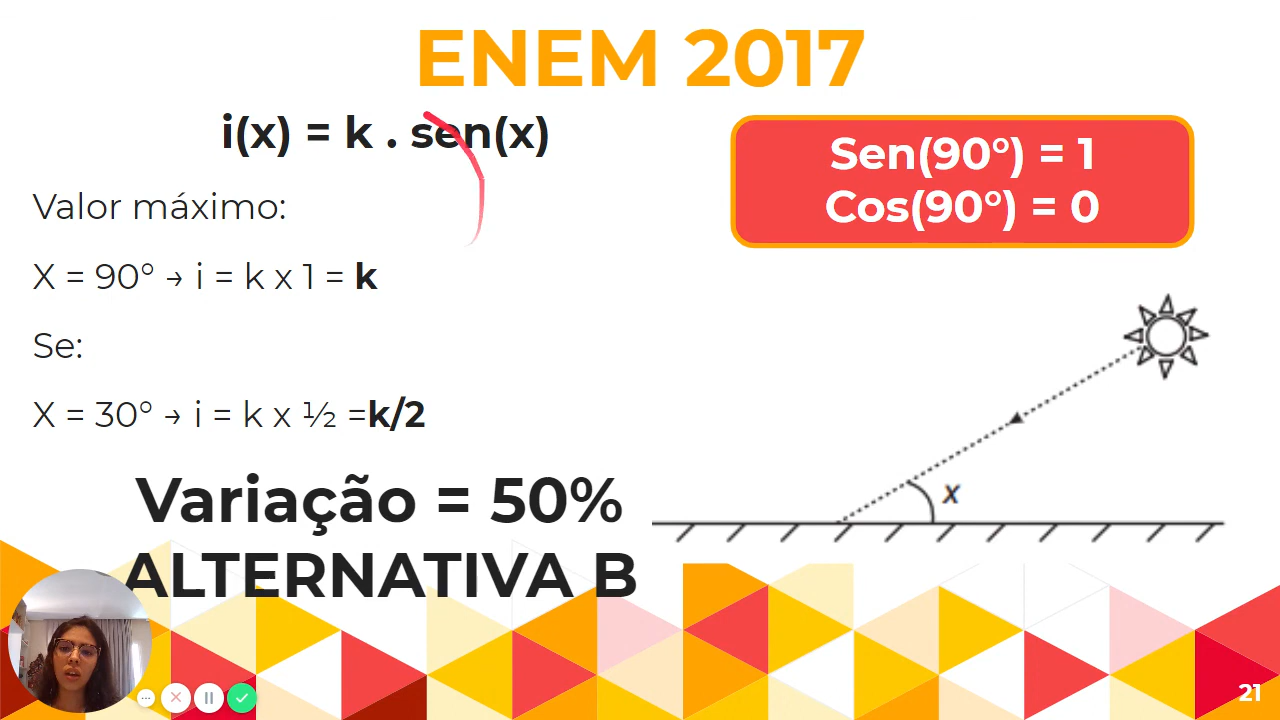 ENEM 2017
i(x) = k . sen(x)
Sen(90°) = 1
Cos(90°) = 0
Valor máximo:
X = 90° → i = k x 1 = k
Se:
X = 30° → i = k x ½ =k/2
x
Variação = 50%
ALTERNATIVA B
21